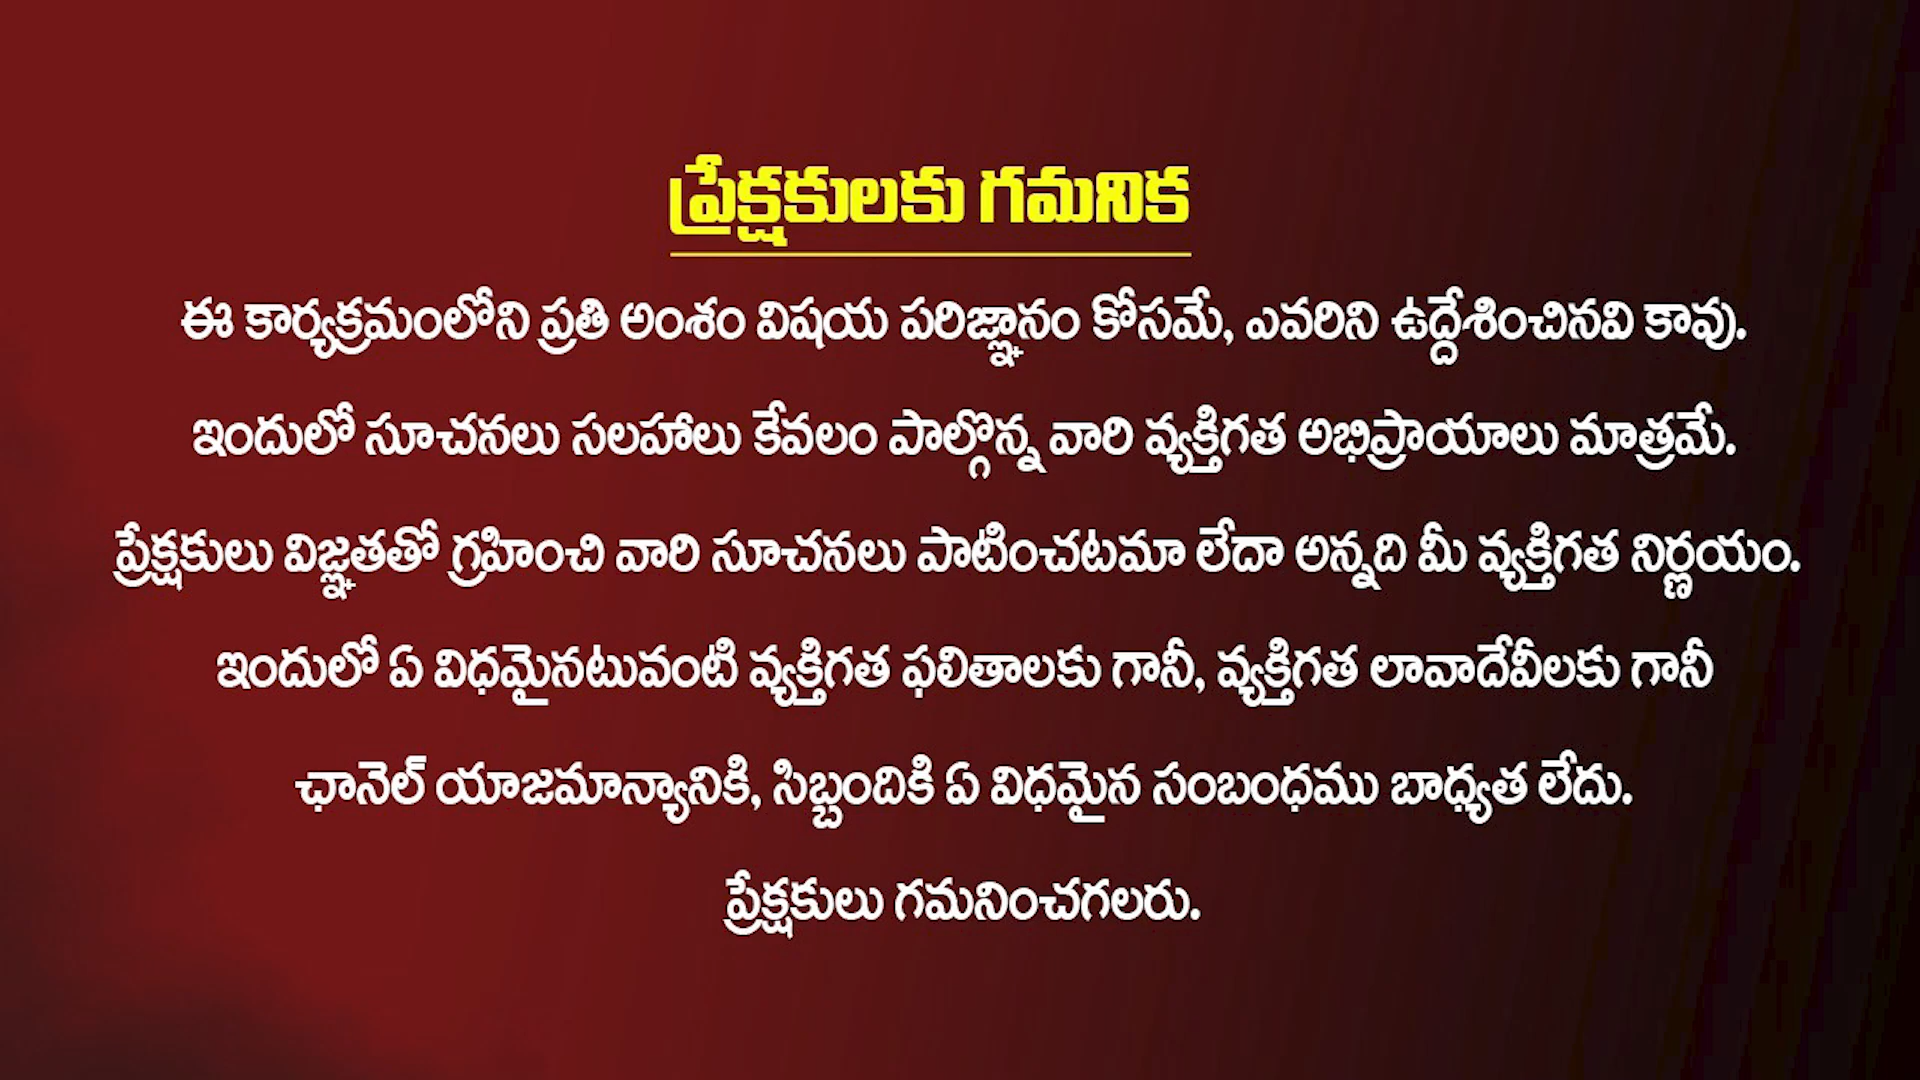 ప్రేక్షకులకు గమనిక
ఈ కార్యక్రమంలోని ప్రతి అంశం విషయ పరిజ్ఞానం కోసమే, ఎవరిని ఉద్దేశించినవి కావు.
ఇందులో సూచనలు సలహాలు కేవలం పాల్గొన్న వారి వ్యక్తిగత అభిప్రాయాలు మాత్రమే.
ప్రేక్షకులు విజ్ఞతతో గ్రహించి వారి సూచనలు పాటించటమా లేదా అన్నది మీ వ్యక్తిగత నిర్ణయం.
ఇందులో ఏ విధమైనటువంటి వ్యక్తిగత ఫలితాలకు గానీ, వ్యక్తిగత లావాదేవీలకు గానీ
ఛానెల్ యాజమాన్యానికి, సిబ్బందికి ఏ విధమైన సంబంధము బాధ్యత లేదు.
ప్రేక్షకులు గమనించగలరు.